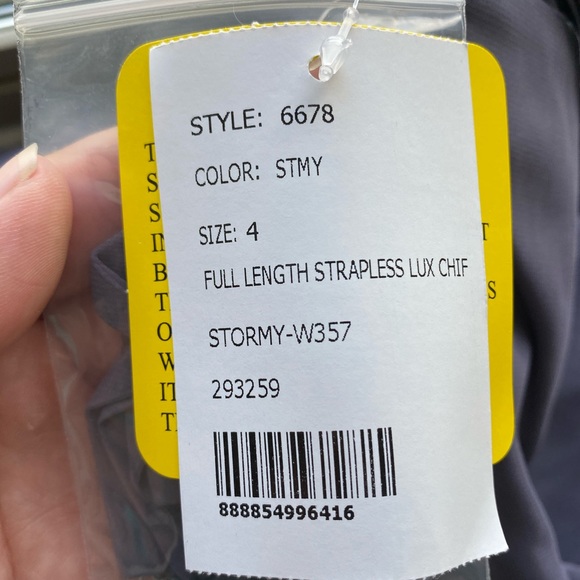 STYLE: 6678
COLOR: STMY
SIZE: 4
FULL LENGTH STRAPLESS LUX CHIF
STORMY-W357
293259
888854996416